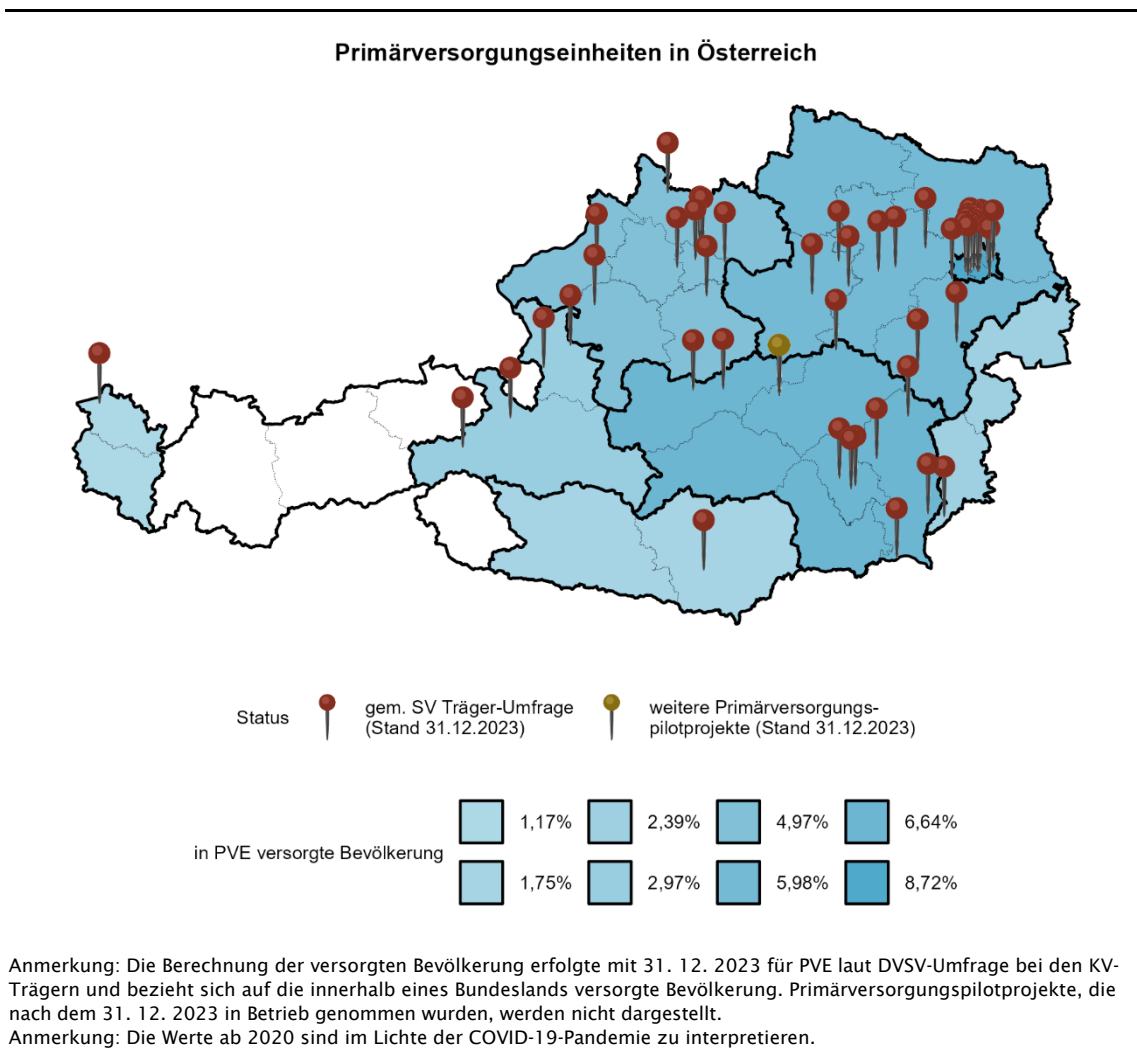 Primärversorgungseinheiten in Österreich
Status
gem. SV Träger-Umfrage
(Stand 31.12.2023)
weitere Primärversorgungs-
pilotprojekte (Stand 31.12.2023)
in PVE versorgte Bevölkerung
1,17% 2,39% 4,97% 6,64%
1,75% 2,97% 5,98% 8,72%
Anmerkung: Die Berechnung der versorgten Bevölkerung erfolgte mit 31. 12. 2023 für PVE laut DVSV-Umfrage bei den KV-
Trägern und bezieht sich auf die innerhalb eines Bundeslands versorgte Bevölkerung. Primärversorgungspilotprojekte, die
nach dem 31. 12. 2023 in Betrieb genommen wurden, werden nicht dargestellt.
Anmerkung: Die Werte ab 2020 sind im Lichte der COVID-19-Pandemie zu interpretieren.